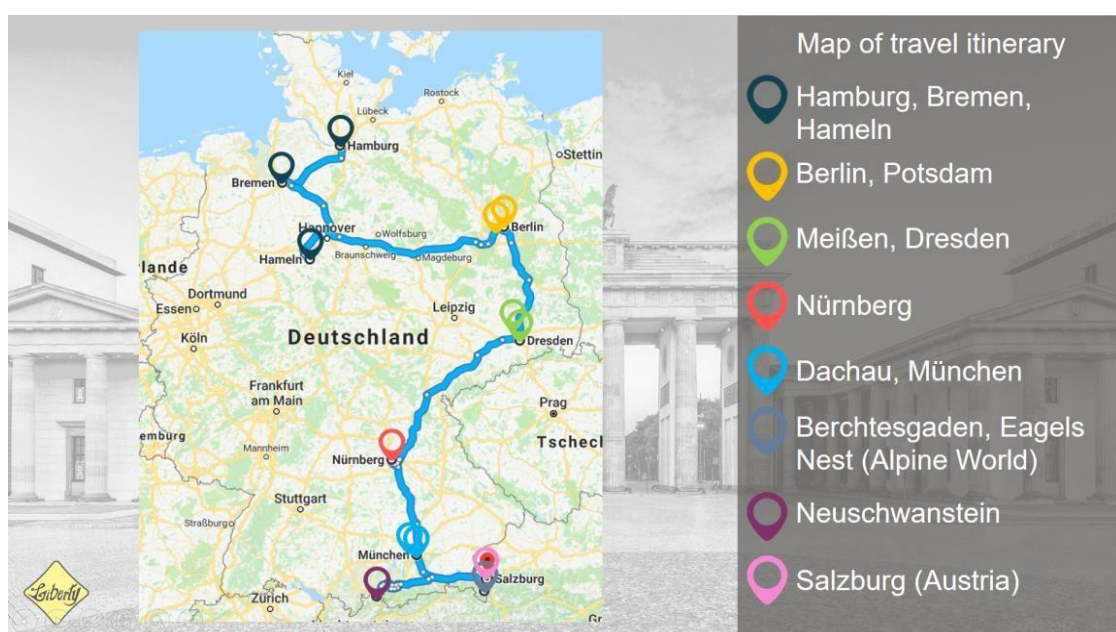 Map of travel itinerary
Hamburg, Bremen,
Hameln
Berlin, Potsdam
Meißen, Dresden
Nürnberg
Dachau, München
Berchtesgaden, Eagels
Nest (Alpine World)
Neuschwanstein
Salzburg (Austria)
Kiel
Rostock
Lübeck
Hamburg
Stettin
Bremen
Berlin
Hannover
Wolfsburg
Hameln
Braunschweig
Magdeburg
lande
Dortmund
Essen
Leipzig
Deutschland
Dresden
Köln
Frankfurt
am Main
Prag
emburg
Mannheim
Tschec
Nürnberg
Stuttgart
Straßburg
München
Salzburg
Zürich
Gr
Liberty